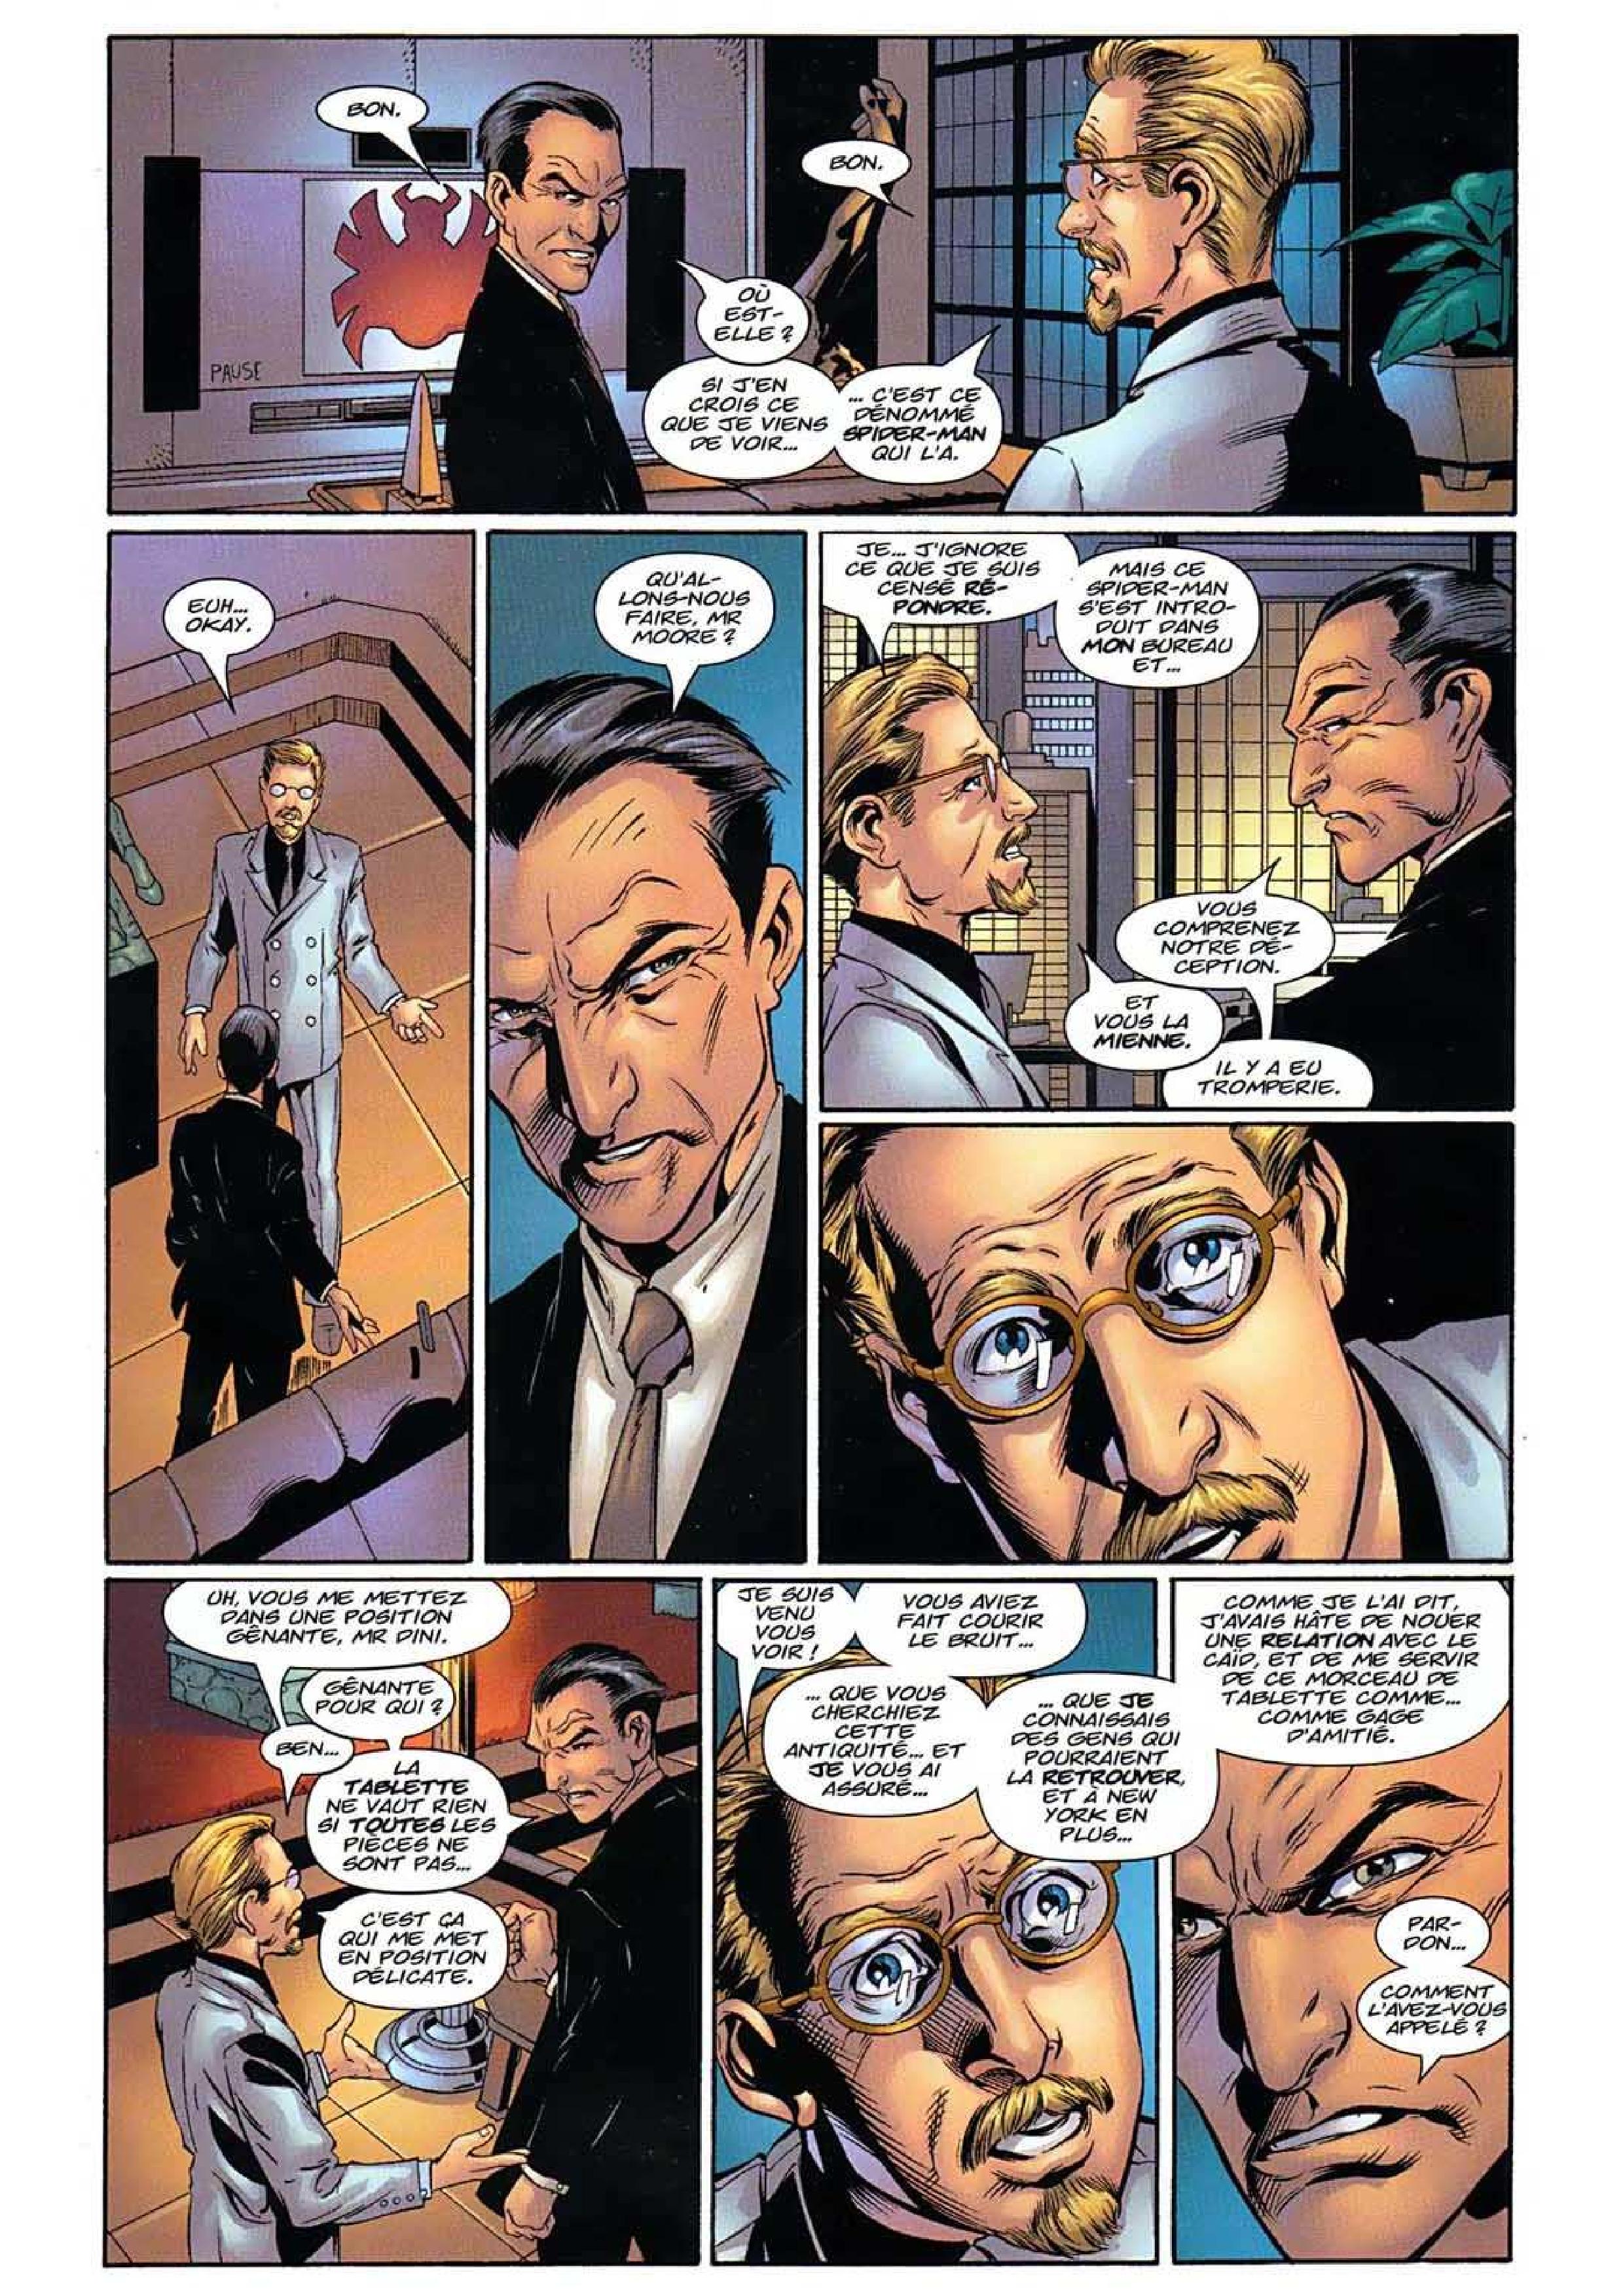 BON.
BON.
PAUSE
OÙ
EST-
ELLE ?
SI J'EN
CROIS CE
QUE JE VIENS
DE VOIR...
... C'EST CE
DÉNOMMÉ
SPIDER-MAN
QUI L'A.
EUH...
OKAY.
QU'AL-
LONS-NOUS
FAIRE, MR
MOORE ?
JE... J'IGNORE
CE QUE JE SUIS
CENSÉ RÉ-
PONDRE.
MAIS CE
SPIDER-MAN
S'EST INTRO-
DUIT DANS
MON BUREAU
ET...
VOUS
COMPRENEZ
NOTRE DÉ-
CEPTION.
ET
VOUS LA
MIENNE.
IL Y A EU
TROMPERIE.
UH, VOUS ME METTEZ
DANS UNE POSITION
GÊNANTE, MR DINI.
GÊNANTE
POUR QUI ?
BEN...
LA
TABLETTE
NE VAUT RIEN
SI TOUTES LES
PIÈCES NE
SONT PAS...
C'EST ÇA
QUI ME MET
EN POSITION
DÉLICATE.
JE SUIS
VENU
VOUS
VOIR !
VOUS AVIEZ
FAIT COURIR
LE BRUIT...
... QUE VOUS
CHERCHIEZ
CETTE
ANTIQUITÉ... ET
JE VOUS AI
ASSURÉ...
... QUE JE
CONNAISSAIS
DES GENS QUI
POURRAIENT
LA RETROUVER,
ET À NEW
YORK EN
PLUS...
COMME JE L'AI DIT,
J'AVAIS HÂTE DE NOUER
UNE RELATION AVEC LE
CAÏD, ET DE ME SERVIR
DE CE MORCEAU DE
TABLETTE COMME...
COMME GAGE
D'AMITIÉ.
PAR-
DON...
COMMENT
L'AVEZ-VOUS
APPELÉ ?